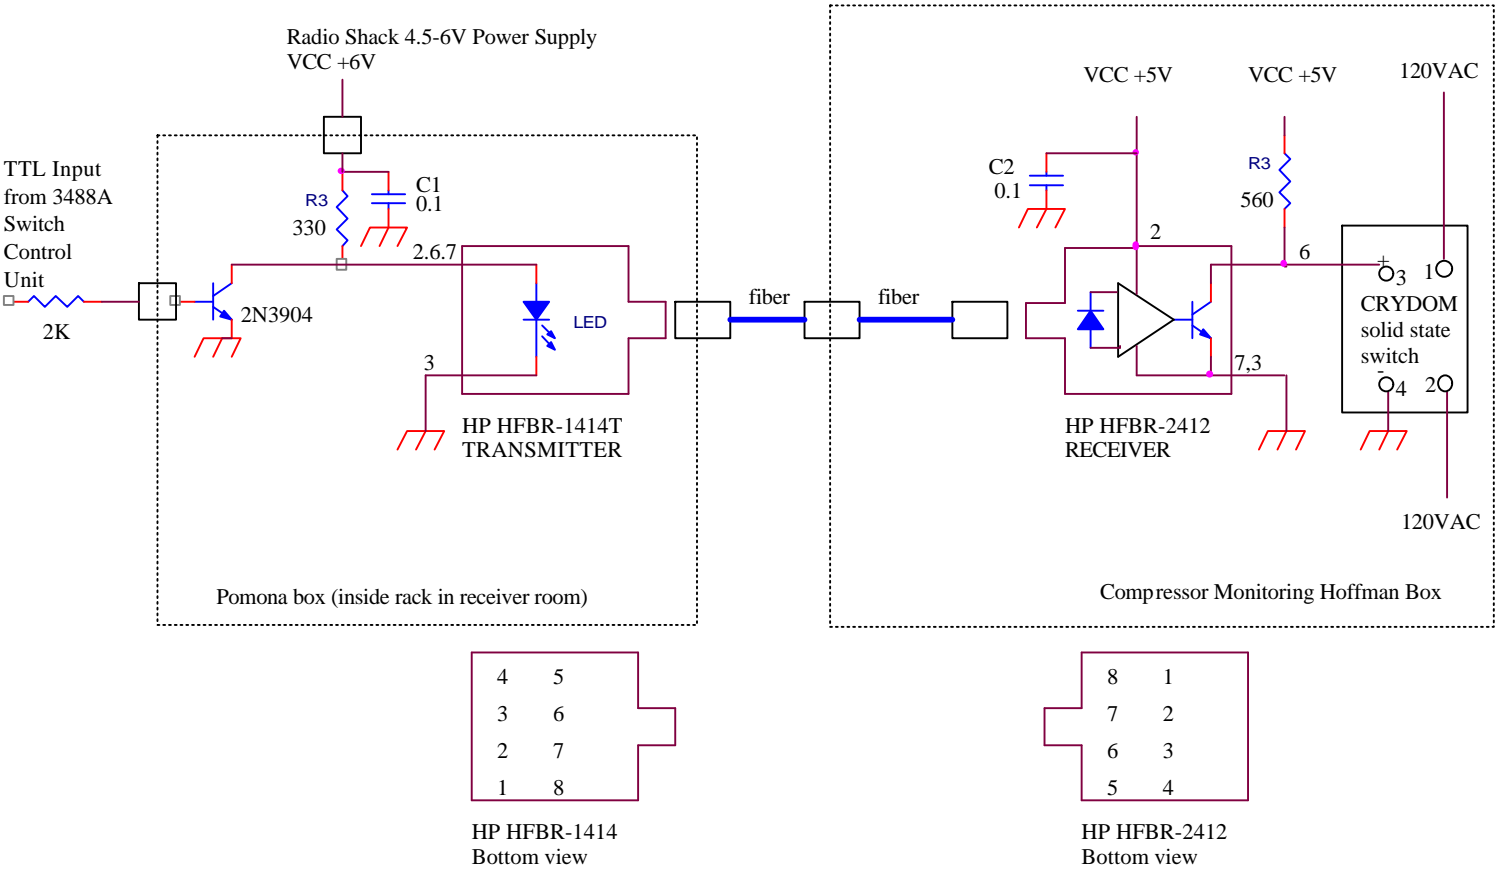 Radio Shack 4.5-6V Power Supply
VCC +6V
TTL Input
from 3488A
Switch
Control
Unit
2K
2N3904
R3
330
C1
0.1
2.6.7
3
LED
HP HFBR-1414T
TRANSMITTER
Pomona box (inside rack in receiver room)
fiber
fiber
VCC +5V
VCC +5V
120VAC
C2
0.1
R3
560
2
6
7,3
HP HFBR-2412
RECEIVER
+
3
1
CRYDOM
solid state
switch
-
4
2
120VAC
Compressor Monitoring Hoffman Box
4 5
3 6
2 7
1 8
HP HFBR-1414
Bottom view
8 1
7 2
6 3
5 4
HP HFBR-2412
Bottom view